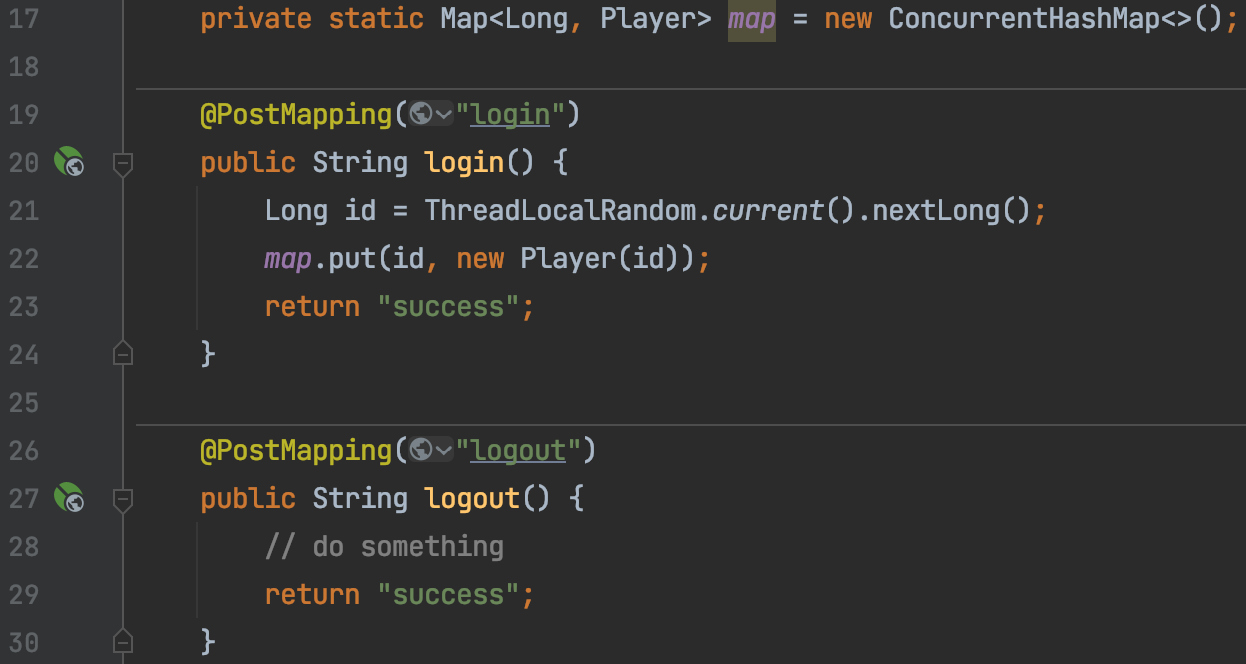 17 private static Map<Long, Player> map = new ConcurrentHashMap<>();
18
19 @PostMapping("login")
20 public String login() {
21 Long id = ThreadLocalRandom.current().nextLong();
22 map.put(id, new Player(id));
23 return "success";
24 }
25
26 @PostMapping("logout")
27 public String logout() {
28 // do something
29 return "success";
30 }